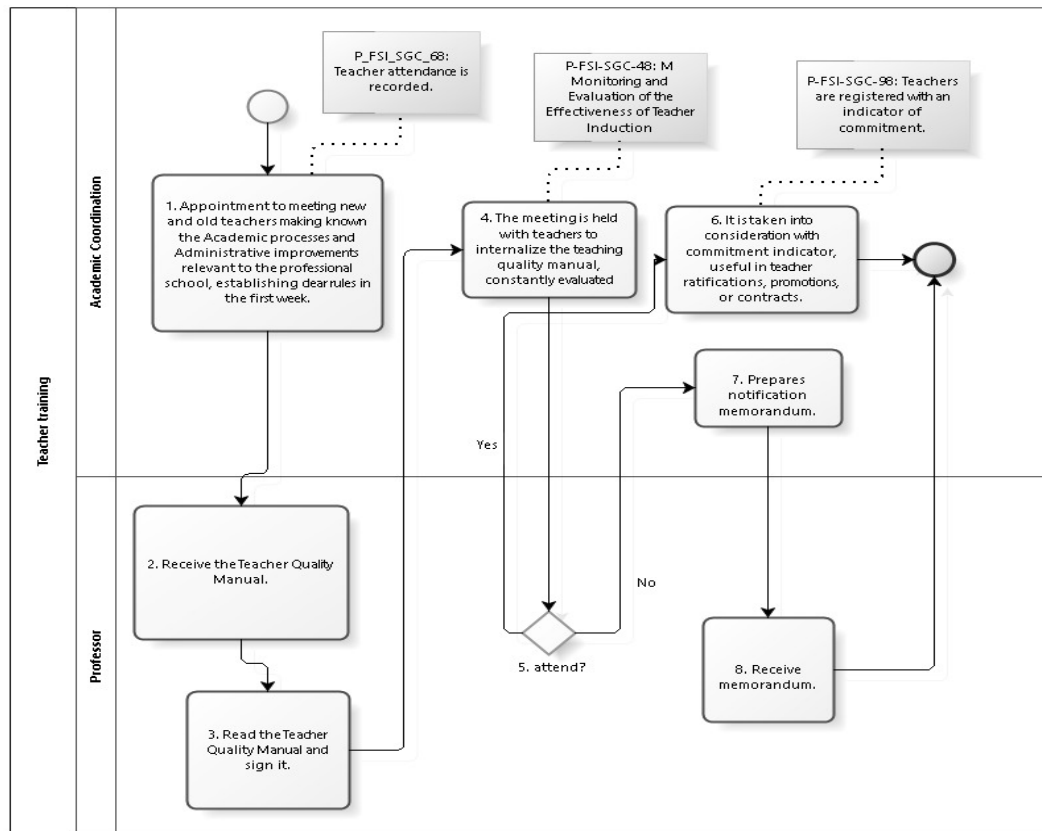 Teacher training
Academic Coordination
Professor
P_FSI_SGC_68:
Teacher attendance is
recorded.
P-FSI-SGC-48: M
Monitoring and
Evaluation of the
Effectiveness of Teacher
Induction
P-FSI-SGC-98: Teachers
are registered with an
indicator of
commitment.
1. Appointment to meeting new
and old teachers making known
the Academic processes and
Administrative improvements
relevant to the professional
school, establishing dear rules in
the first week.
4. The meeting is held
with teachers to
internalize the teaching
quality manual,
constantly evaluated
6. It is taken into
consideration with
commitment indicator,
useful in teacher
ratifications, promotions,
or contracts.
7. Prepares
notification
memorandum.
Yes
2. Receive the Teacher Quality
Manual.
No
5. attend?
8. Receive
memorandum.
3. Read the Teacher
Quality Manual and
sign it.